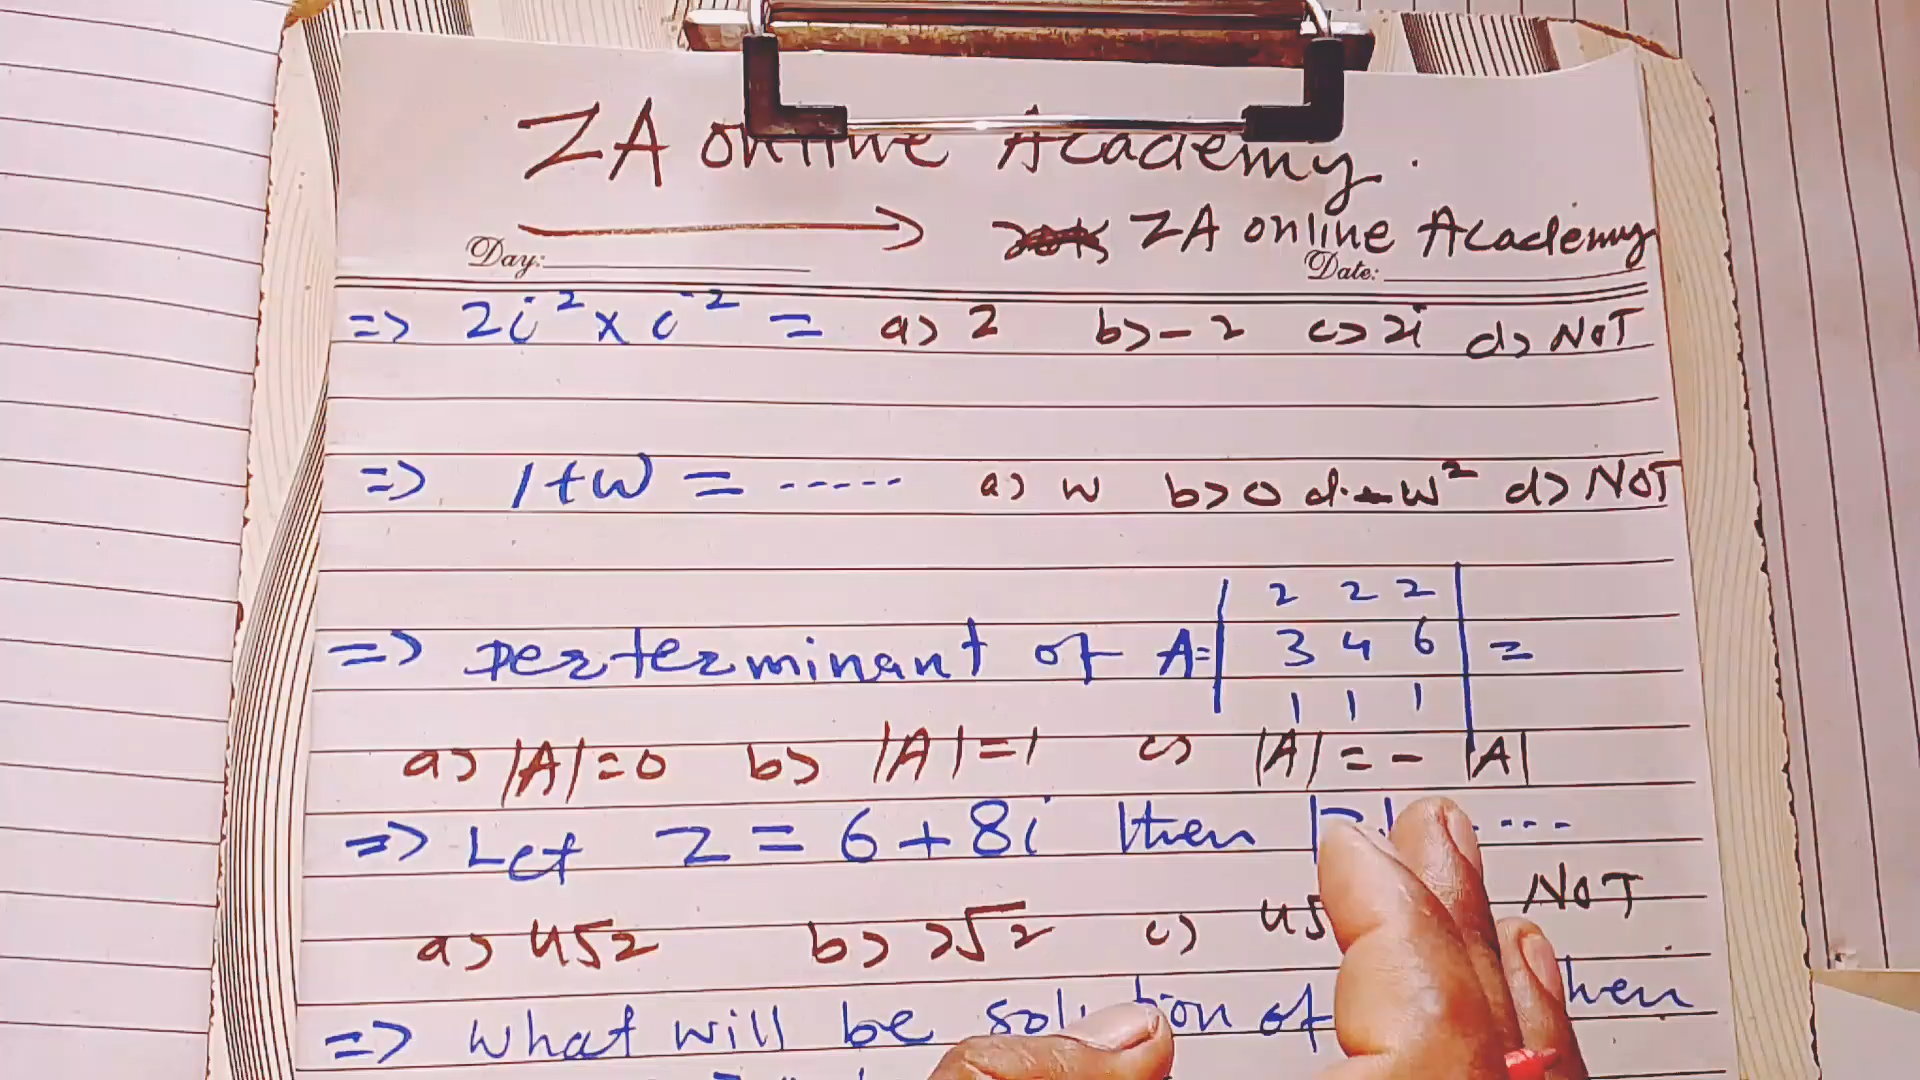 ZA online Academy.
ZA online Academy
Day: Date:
=> 2i² x i² = a) 2 b) -2 c) 2i d) NOT
=> 1+w = ----- a) w b) 0 d. -w² d) NOT
2 2 2
=> perterminant of A= 3 4 6 =
1 1 1
a) |A|=0 b) |A|=1 c) |A| = - |A|
=> Let z = 6+8i then
a) 4√2 b) 2√2 c) NOT
=> what will be solution of